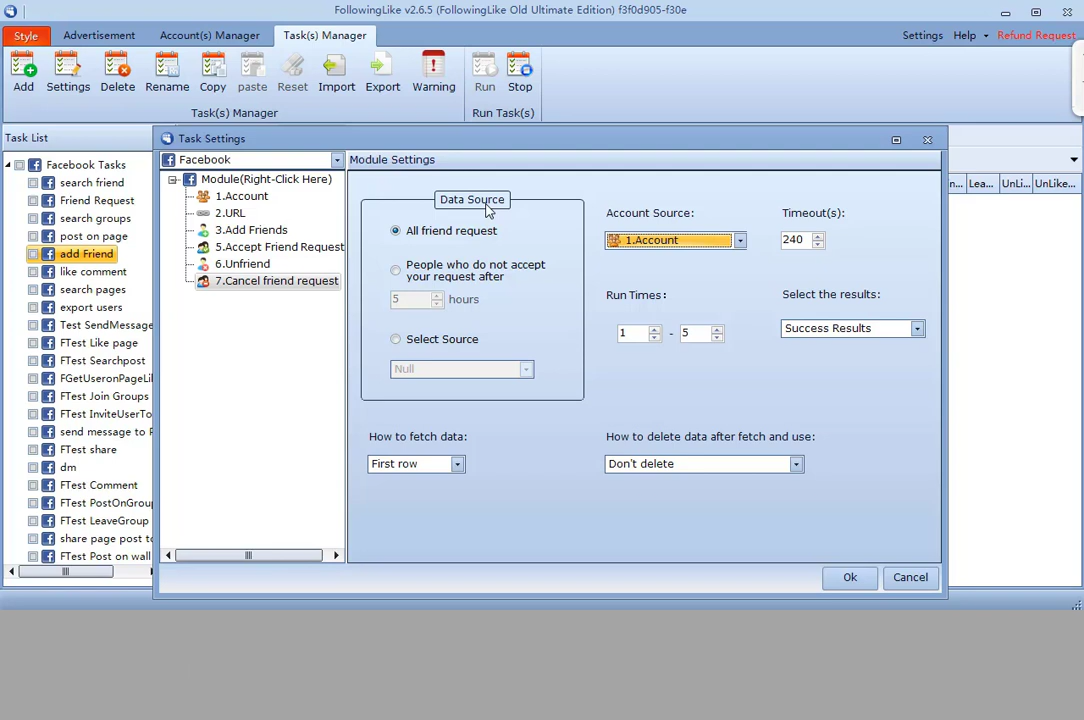 FollowingLike v2.6.5 (FollowingLike Old Ultimate Edition) f3f0d905-f30e
Style Advertisement Account(s) Manager Task(s) Manager Settings Help Refund Request
Add Settings Delete Rename Copy paste Reset Import Export Warning Run Stop
Task(s) Manager Run Task(s)
Task List
Facebook Tasks
search friend
Friend Request
search groups
post on page
add Friend
like comment
search pages
export users
Test SendMessage
FTest Like page
FTest Searchpost
FGetUseronPageLil
FTest Join Groups
FTest InviteUserTo
send message to F
FTest share
dm
FTest Comment
FTest PostOnGroup
FTest LeaveGroup
share page post to
FTest Post on wall
Task Settings
Facebook
Module(Right-Click Here)
1.Account
2.URL
3.Add Friends
5.Accept Friend Request
6.Unfriend
7.Cancel friend request
Module Settings
Data Source
All friend request
People who do not accept
your request after
5 hours
Select Source
Null
How to fetch data:
First row
Account Source:
1.Account
Timeout(s):
240
Run Times:
1 - 5
Select the results:
Success Results
How to delete data after fetch and use:
Don't delete
Ok Cancel
in... Lea... UnLi... UnLike...